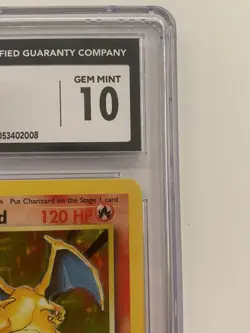 FIED GUARANTY COMPANY
GEM MINT
10
053402008
Put Charizard on the Stage 1 card
d 120 HP